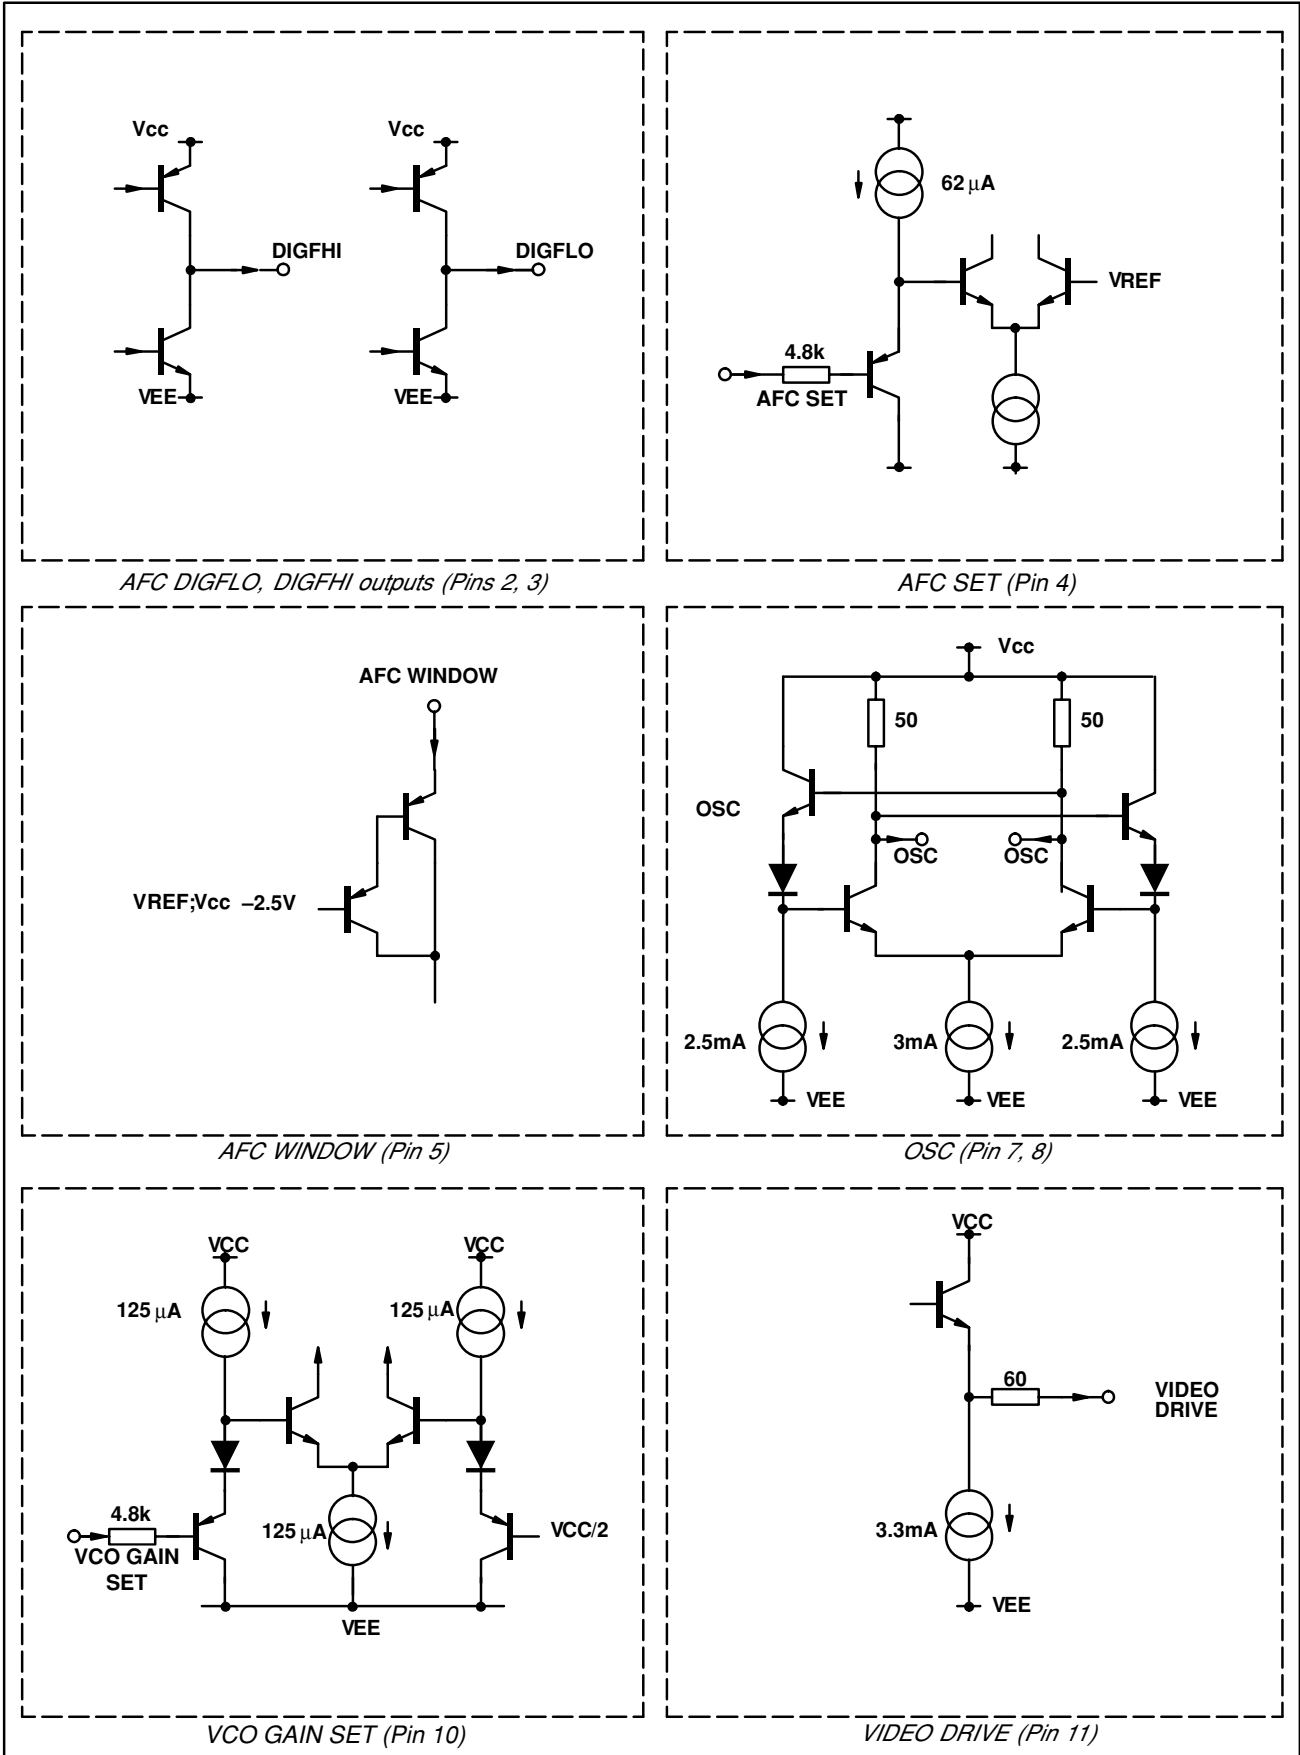 Vcc
Vcc
DIGFHI
DIGFLO
VEE
VEE
AFC DIGFLO, DIGFHI outputs (Pins 2, 3)
62 μA
VREF
4.8k
AFC SET
AFC SET (Pin 4)
AFC WINDOW
VREF;Vcc –2.5V
AFC WINDOW (Pin 5)
Vcc
50
50
OSC
OSC
OSC
2.5mA
3mA
2.5mA
VEE
VEE
VEE
OSC (Pin 7, 8)
VCC
VCC
125 μA
125 μA
4.8k
125 μA
VCC/2
VCO GAIN
SET
VEE
VCO GAIN SET (Pin 10)
VCC
60
VIDEO
DRIVE
3.3mA
VEE
VIDEO DRIVE (Pin 11)